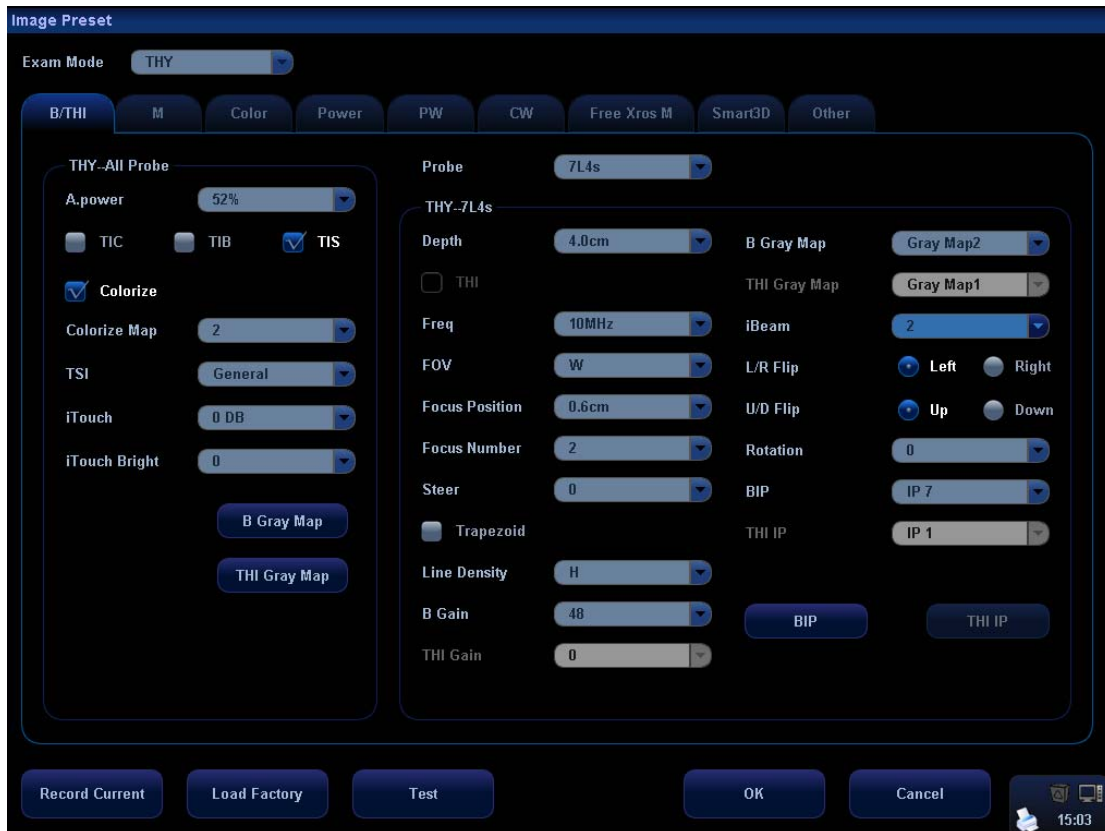 Image Preset
Exam Mode THY
B/THI M Color Power PW CW Free Xros M Smart3D Other
THY--All Probe
A.power 52%
TIC TIB TIS
Colorize
Colorize Map 2
TSI General
iTouch 0 DB
iTouch Bright 0
B Gray Map
THI Gray Map
Probe 7L4s
THY--7L4s
Depth 4.0cm
THI
Freq 10MHz
FOV W
Focus Position 0.6cm
Focus Number 2
Steer 0
Trapezoid
Line Density H
B Gain 48
THI Gain 0
B Gray Map Gray Map2
THI Gray Map Gray Map1
iBeam 2
L/R Flip Left Right
U/D Flip Up Down
Rotation 0
BIP IP 7
THI IP IP 1
BIP THI IP
Record Current Load Factory Test OK Cancel
15:03